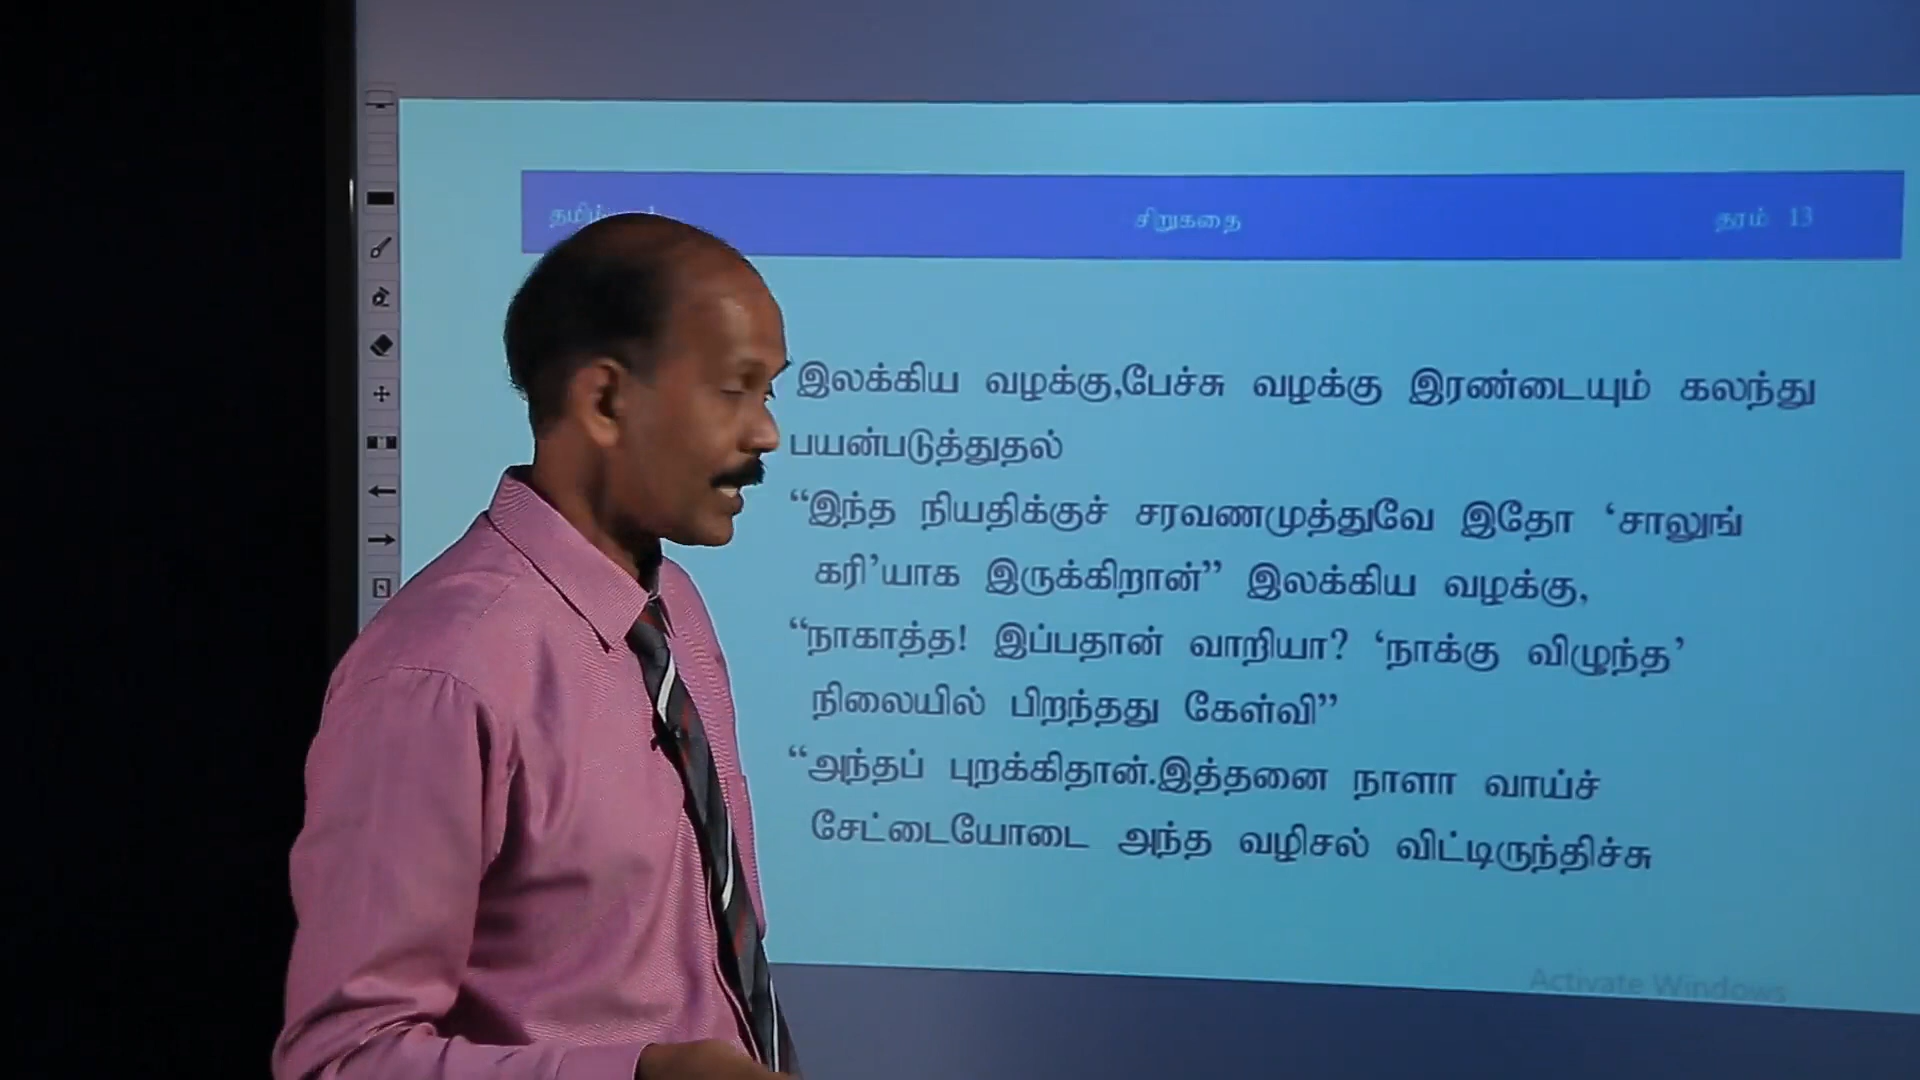 சிறுகதை
தரம் 13
இலக்கிய வழக்கு,பேச்சு வழக்கு இரண்டையும் கலந்து
பயன்படுத்துதல்
“இந்த நியதிக்குச் சரவணமுத்துவே இதோ ‘சாலுங்
கரி’யாக இருக்கிறான்” இலக்கிய வழக்கு,
“நாகாத்த! இப்பதான் வாறியா? ‘நாக்கு விழுந்த’
நிலையில் பிறந்தது கேள்வி”
“அந்தப் புறக்கிதான்.இத்தனை நாளா வாய்ச்
சேட்டையோடை அந்த வழிசல் விட்டிருந்திச்சு
Activate Windows